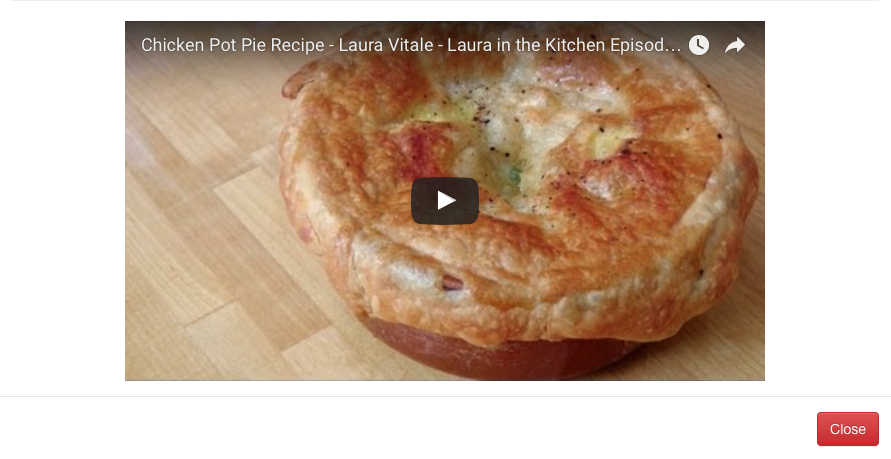 Chicken Pot Pie Recipe - Laura Vitale - Laura in the Kitchen Episod...
Close